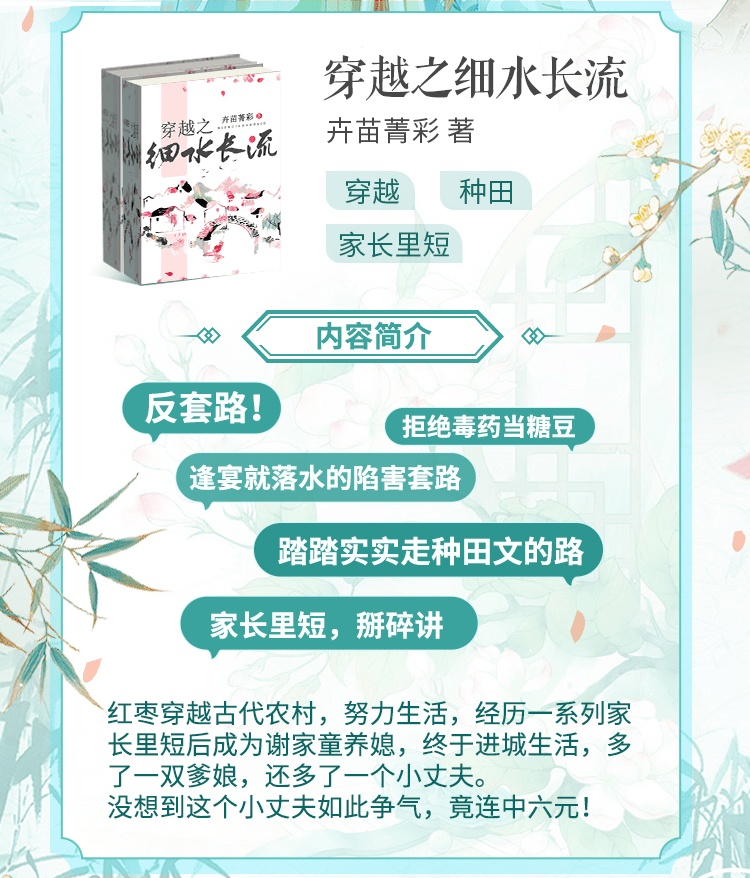 穿越之细水长流
卉苗菁彩 著
穿越之
卉苗菁彩
细水长流
穿越
种田
家长里短
内容简介
反套路！
拒绝毒药当糖豆
逢宴就落水的陷害套路
踏踏实实走种田文的路
家长里短，掰碎讲
红枣穿越古代农村，努力生活，经历一系列家
长里短后成为谢家童养媳，终于进城生活，多
了一双爹娘，还多了一个小丈夫。
没想到这个小丈夫如此争气，竟连中六元！